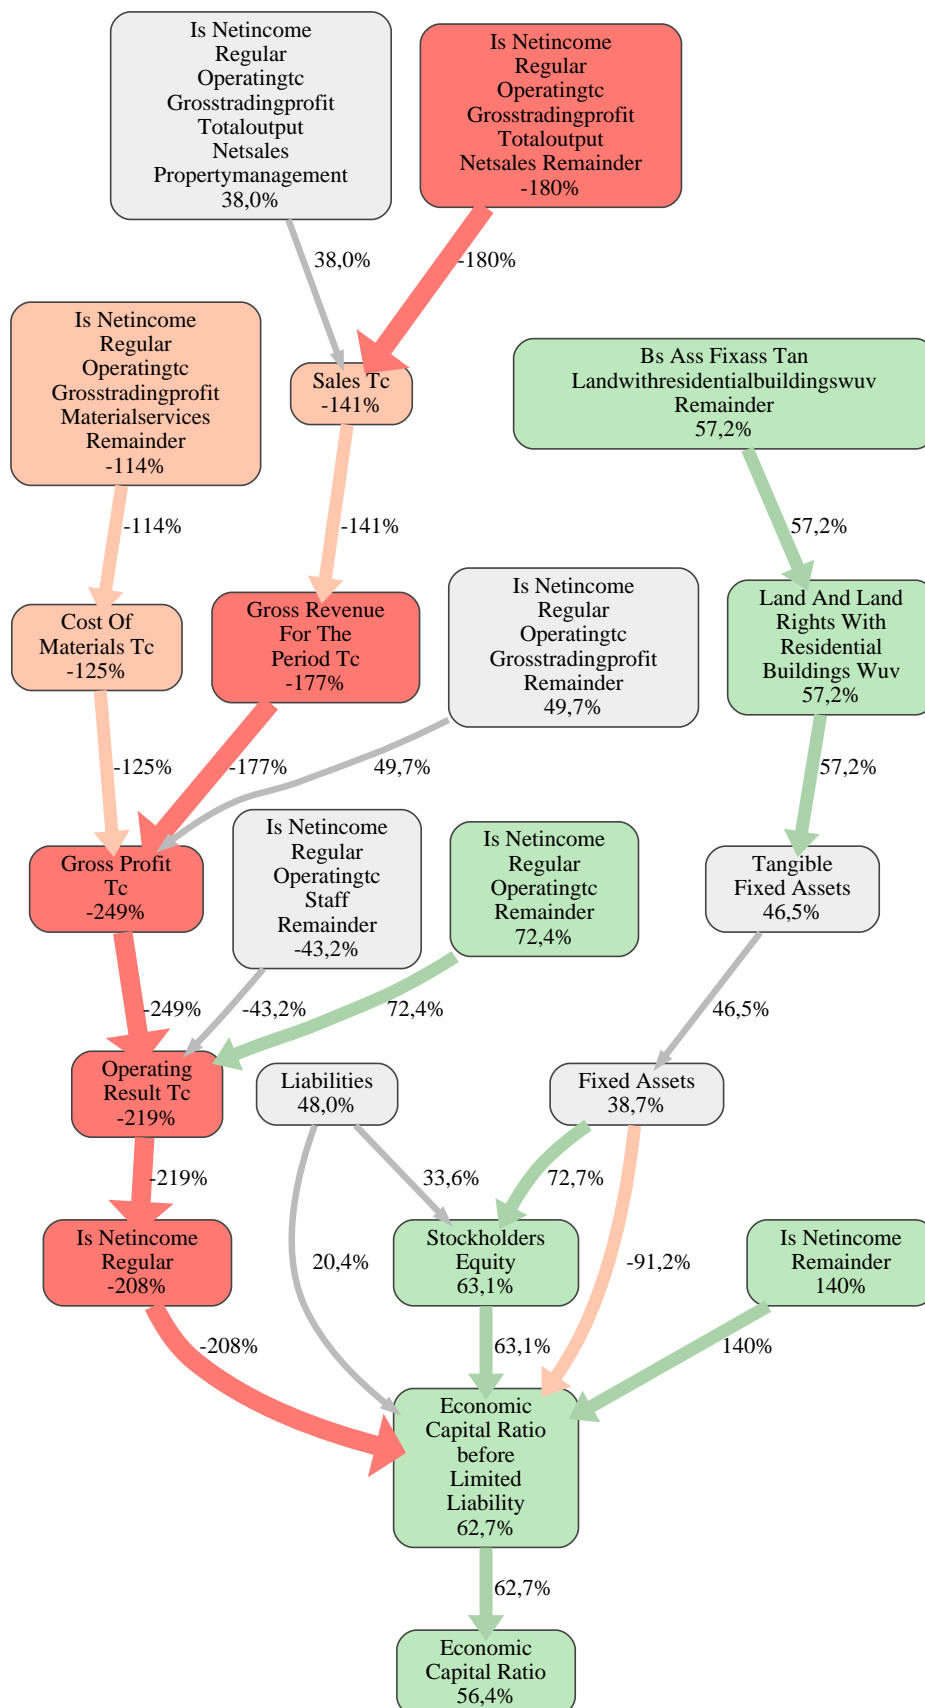 Is Netincome
Regular
Operatingtc
Grosstradingprofit
Totaloutput
Netsales
Propertymanagement
38,0%
Is Netincome
Regular
Operatingtc
Grosstradingprofit
Totaloutput
Netsales Remainder
-180%
38,0%
-180%
Is Netincome
Regular
Operatingtc
Grosstradingprofit
Materialservices
Remainder
-114%
Sales Tc
-141%
Bs Ass Fixass Tan
Landwithresidentialbuildingswuv
Remainder
57,2%
-114%
-141%
57,2%
Cost Of
Materials Tc
-125%
Gross Revenue
For The
Period Tc
-177%
Is Netincome
Regular
Operatingtc
Grosstradingprofit
Remainder
49,7%
Land And Land
Rights With
Residential
Buildings Wuv
57,2%
-125%
-177%
49,7%
57,2%
Gross Profit
Tc
-249%
Is Netincome
Regular
Operatingtc
Staff
Remainder
-43,2%
Is Netincome
Regular
Operatingtc
Remainder
72,4%
Tangible
Fixed Assets
46,5%
-249%
-43,2%
72,4%
46,5%
Operating
Result Tc
-219%
Liabilities
48,0%
Fixed Assets
38,7%
-219%
33,6%
72,7%
Is Netincome
Regular
-208%
20,4%
Stockholders
Equity
63,1%
-91,2%
Is Netincome
Remainder
140%
-208%
63,1%
140%
Economic
Capital Ratio
before
Limited
Liability
62,7%
62,7%
Economic
Capital Ratio
56,4%